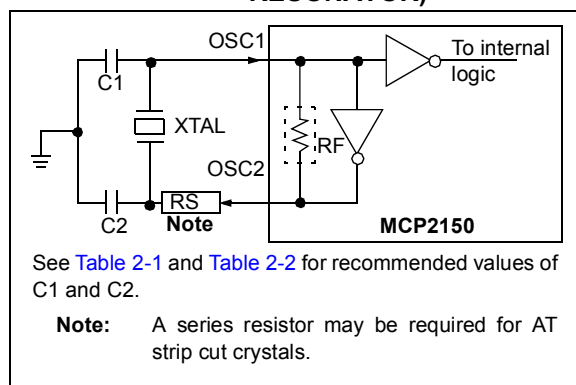 RESONATOR)
OSC1
To internal
logic
C1
XTAL
RF
OSC2
RS
C2
Note
MCP2150
See Table 2-1 and Table 2-2 for recommended values of
C1 and C2.
Note: A series resistor may be required for AT
strip cut crystals.